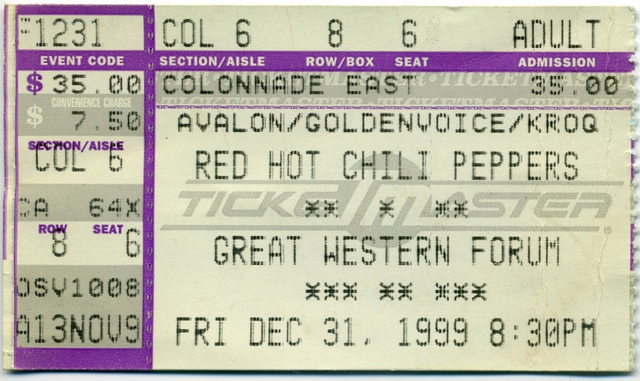 F1231 COL 6 8 6 ADULT
EVENT CODE SECTION/AISLE ROW/BOX SEAT ADMISSION
$ 35.00 COLONNADE EAST 35.00
CONVENIENCE CHARGE
$ 7.50 AVALON/GOLDENVOICE/KROQ
SECTION/AISLE
COL 6 RED HOT CHILI PEPPERS
TICKETMASTER
CA 64X ** * **
ROW SEAT
8 6 GREAT WESTERN FORUM
OSV1008 *** ** ***
A13NOV9 FRI DEC 31, 1999 8:30PM